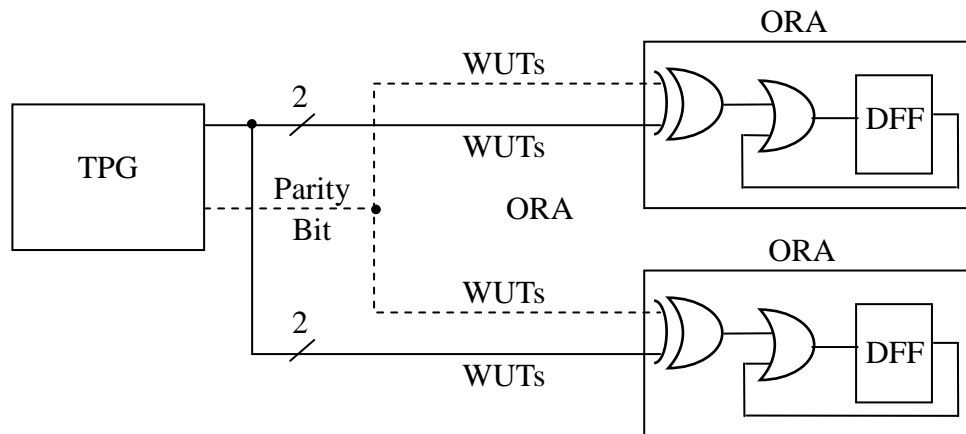 ORA
WUTs
2
DFF
WUTs
TPG
Parity
Bit
ORA
ORA
WUTs
2
DFF
WUTs